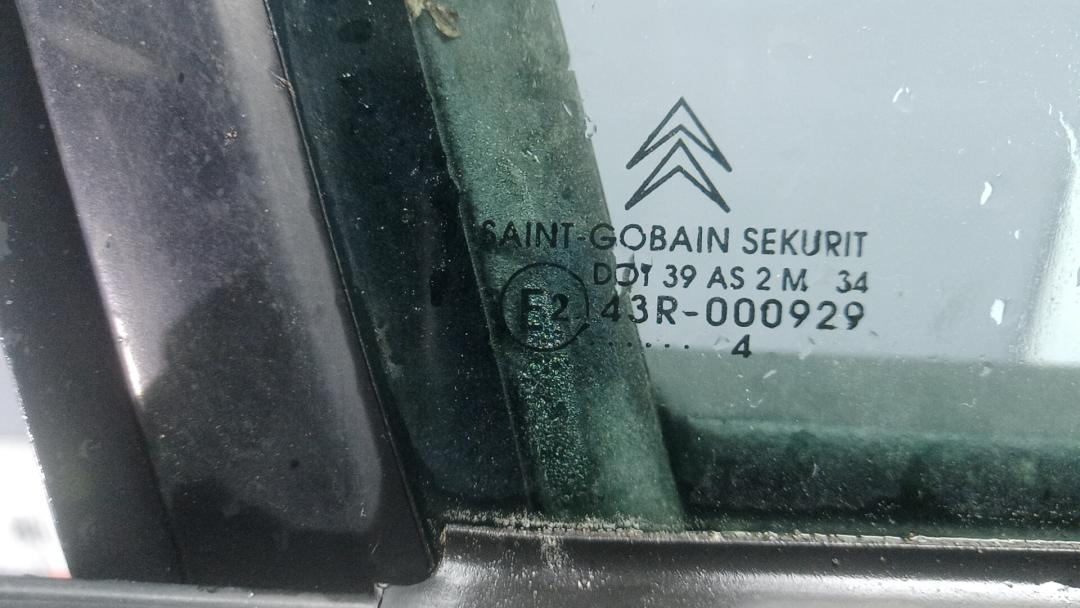 SAINT-GOBAIN SEKURIT
DOT 39 AS 2 M 34
E2 43R-000929
..... 4